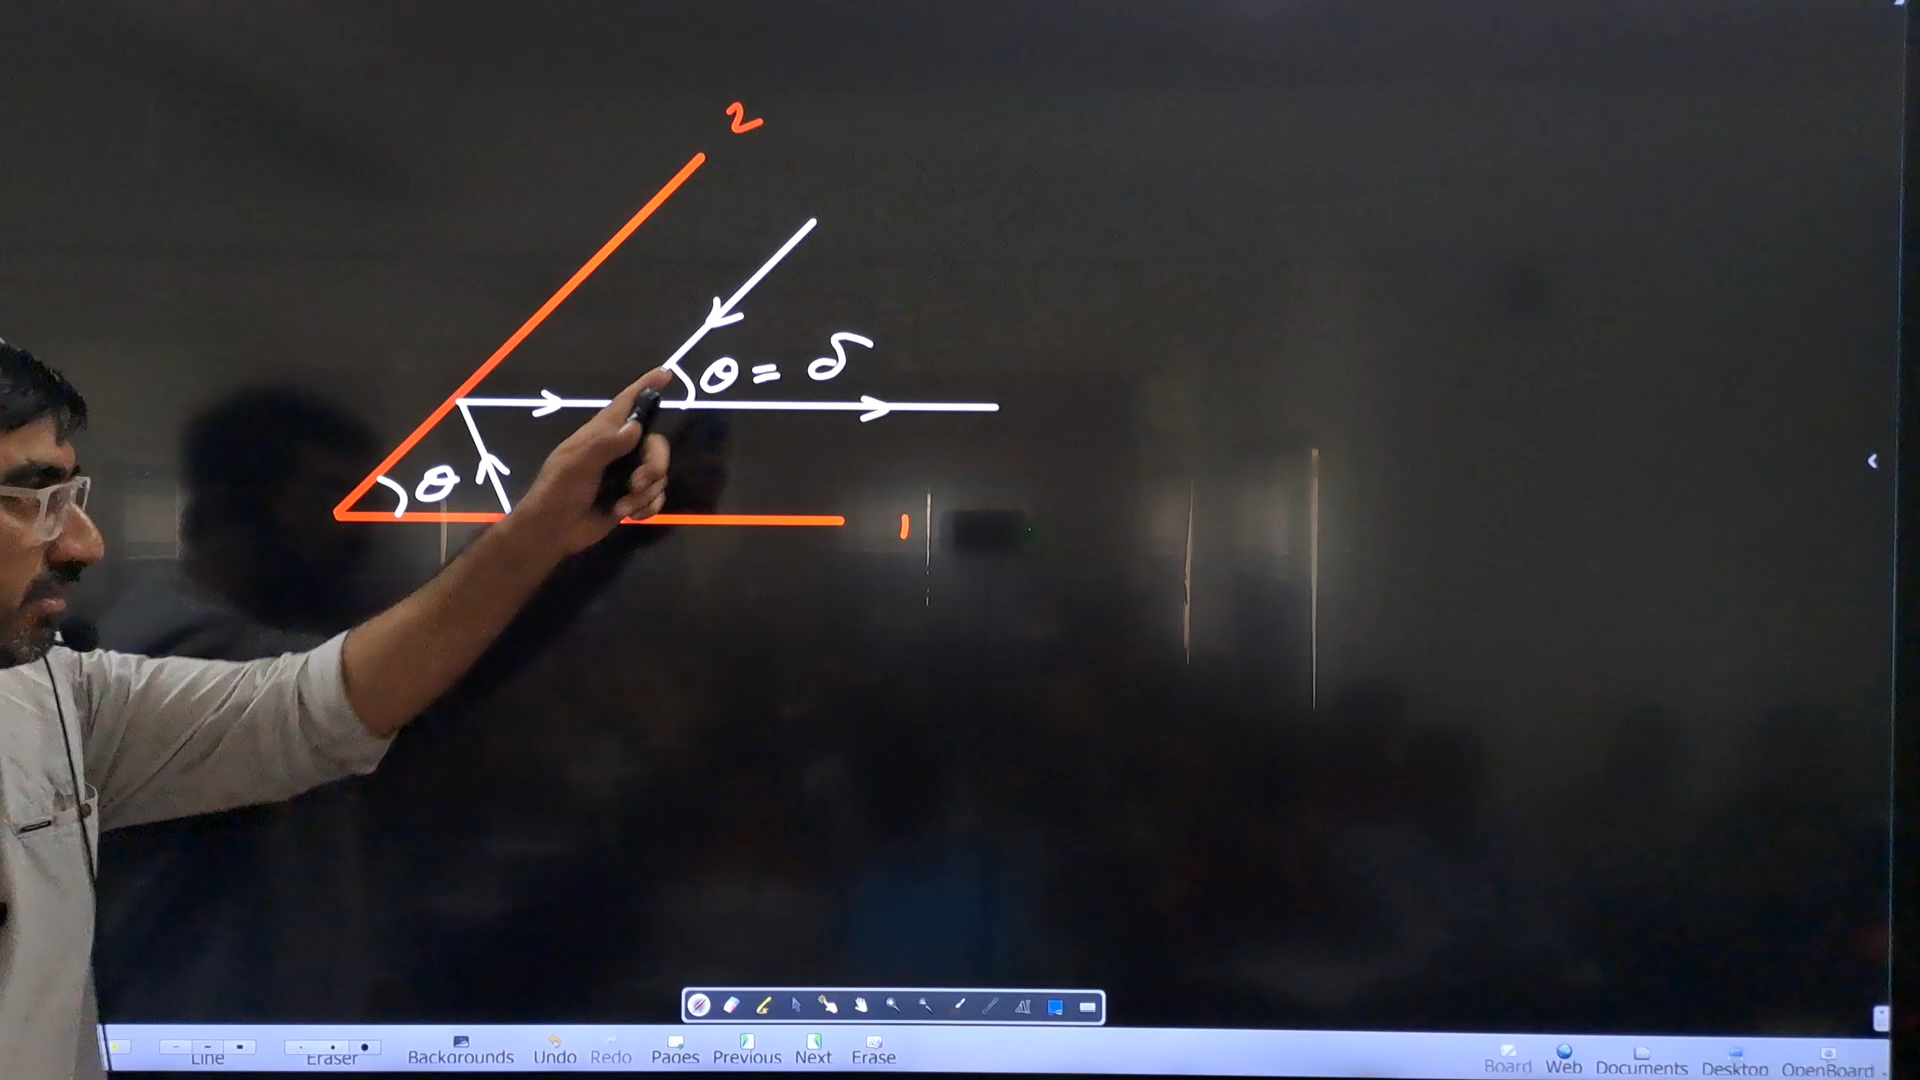 2
θ = δ
θ
1
Line
Eraser
Backgrounds
Undo
Redo
Pages
Previous
Next
Erase
Board
Web
Documents
Desktop
OpenBoard